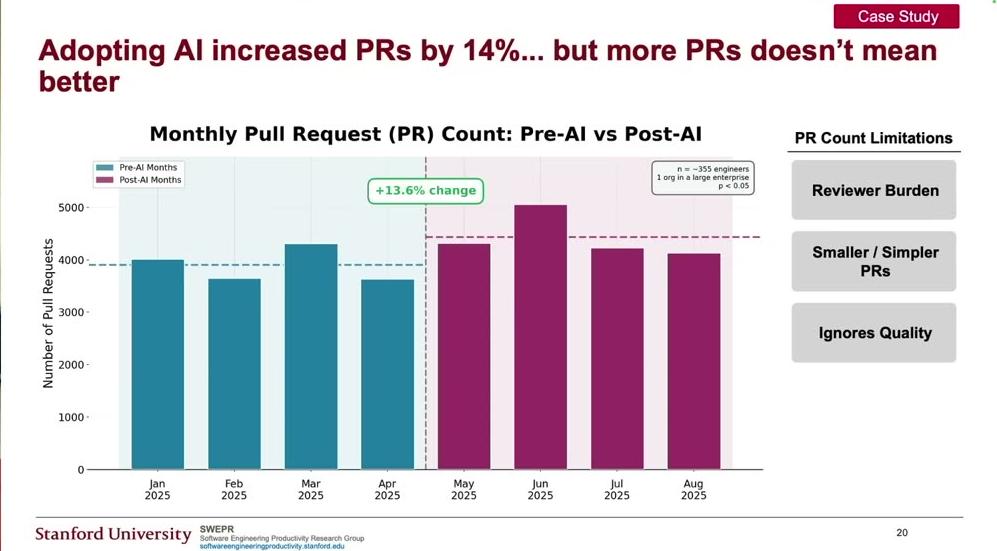 Case Study
Adopting AI increased PRs by 14%... but more PRs doesn't mean
better
Monthly Pull Request (PR) Count: Pre-AI vs Post-AI
Pre-AI Months
Post-AI Months
+13.6% change
n = ~355 engineers
1 org in a large enterprise
p < 0.05
Number of Pull Requests
5000
4000
3000
2000
1000
0
Jan
2025
Feb
2025
Mar
2025
Apr
2025
May
2025
Jun
2025
Jul
2025
Aug
2025
PR Count Limitations
Reviewer Burden
Smaller / Simpler
PRs
Ignores Quality
Stanford University
SWEPR
Software Engineering Productivity Research Group
softwareengineeringproductivity.stanford.edu
20